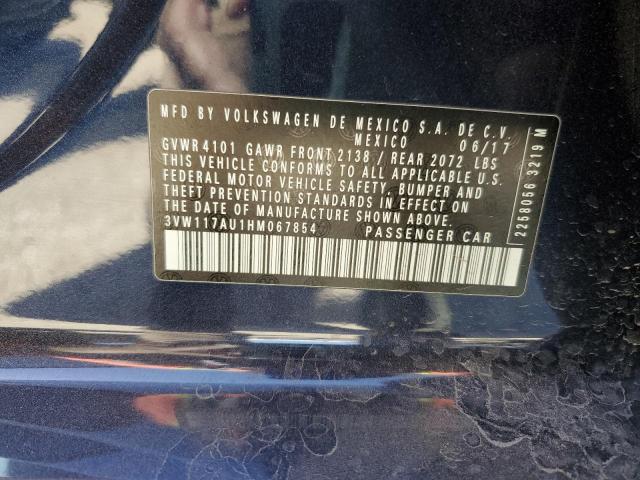 MFD BY VOLKSWAGEN DE MEXICO S.A. DE C.V.
MEXICO 06/17
GVWR 4101 GAWR FRONT 2138 / REAR 2072 LBS
THIS VEHICLE CONFORMS TO ALL APPLICABLE U.S.
FEDERAL MOTOR VEHICLE SAFETY, BUMPER AND
THEFT PREVENTION STANDARDS IN EFFECT ON
THE DATE OF MANUFACTURE SHOWN ABOVE.
3VW117AU1HM067854 PASSENGER CAR
2258056 3219 M